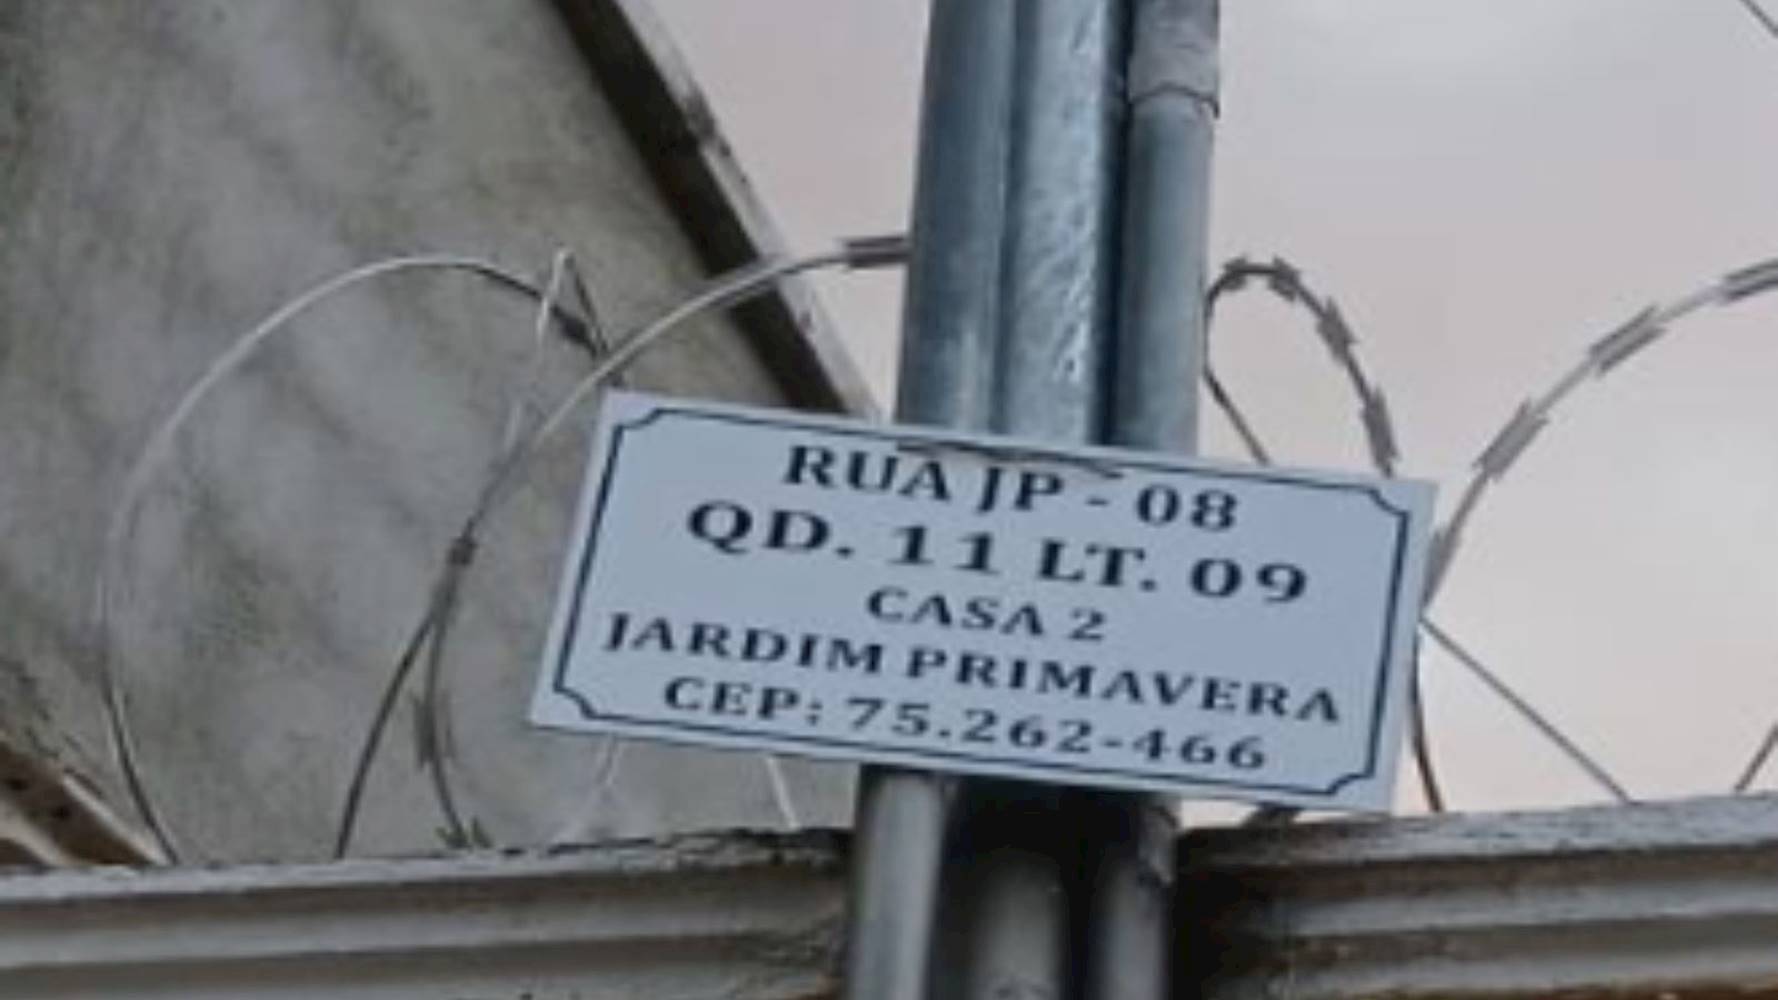 RUA JP - 08
QD. 11 LT. 09
CASA 2
JARDIM PRIMAVERA
CEP: 75.262-466